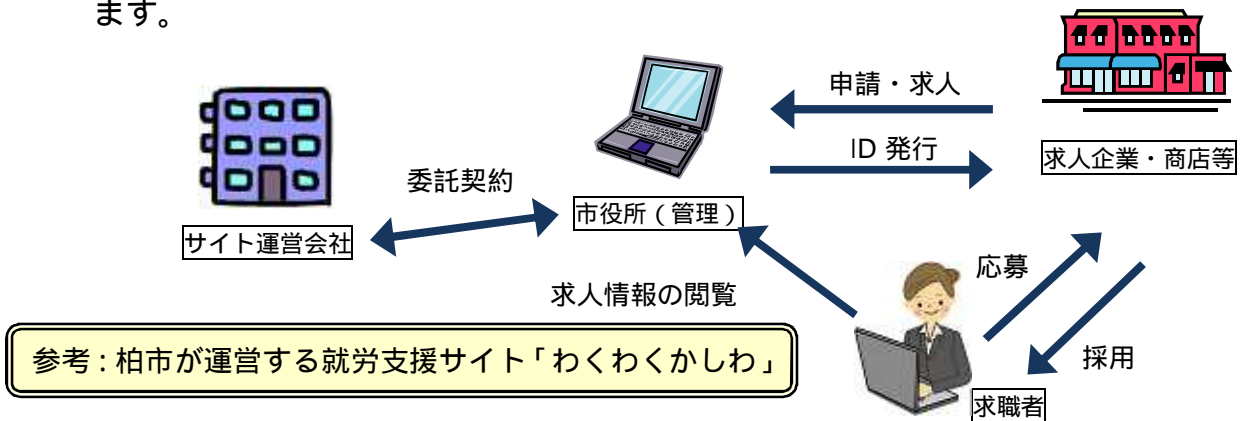 ます。
申請・求人
ID 発行
求人企業・商店等
委託契約
市役所(管理)
サイト運営会社
応募
求人情報の閲覧
採用
参考:柏市が運営する就労支援サイト「わくわくかしわ」
求職者